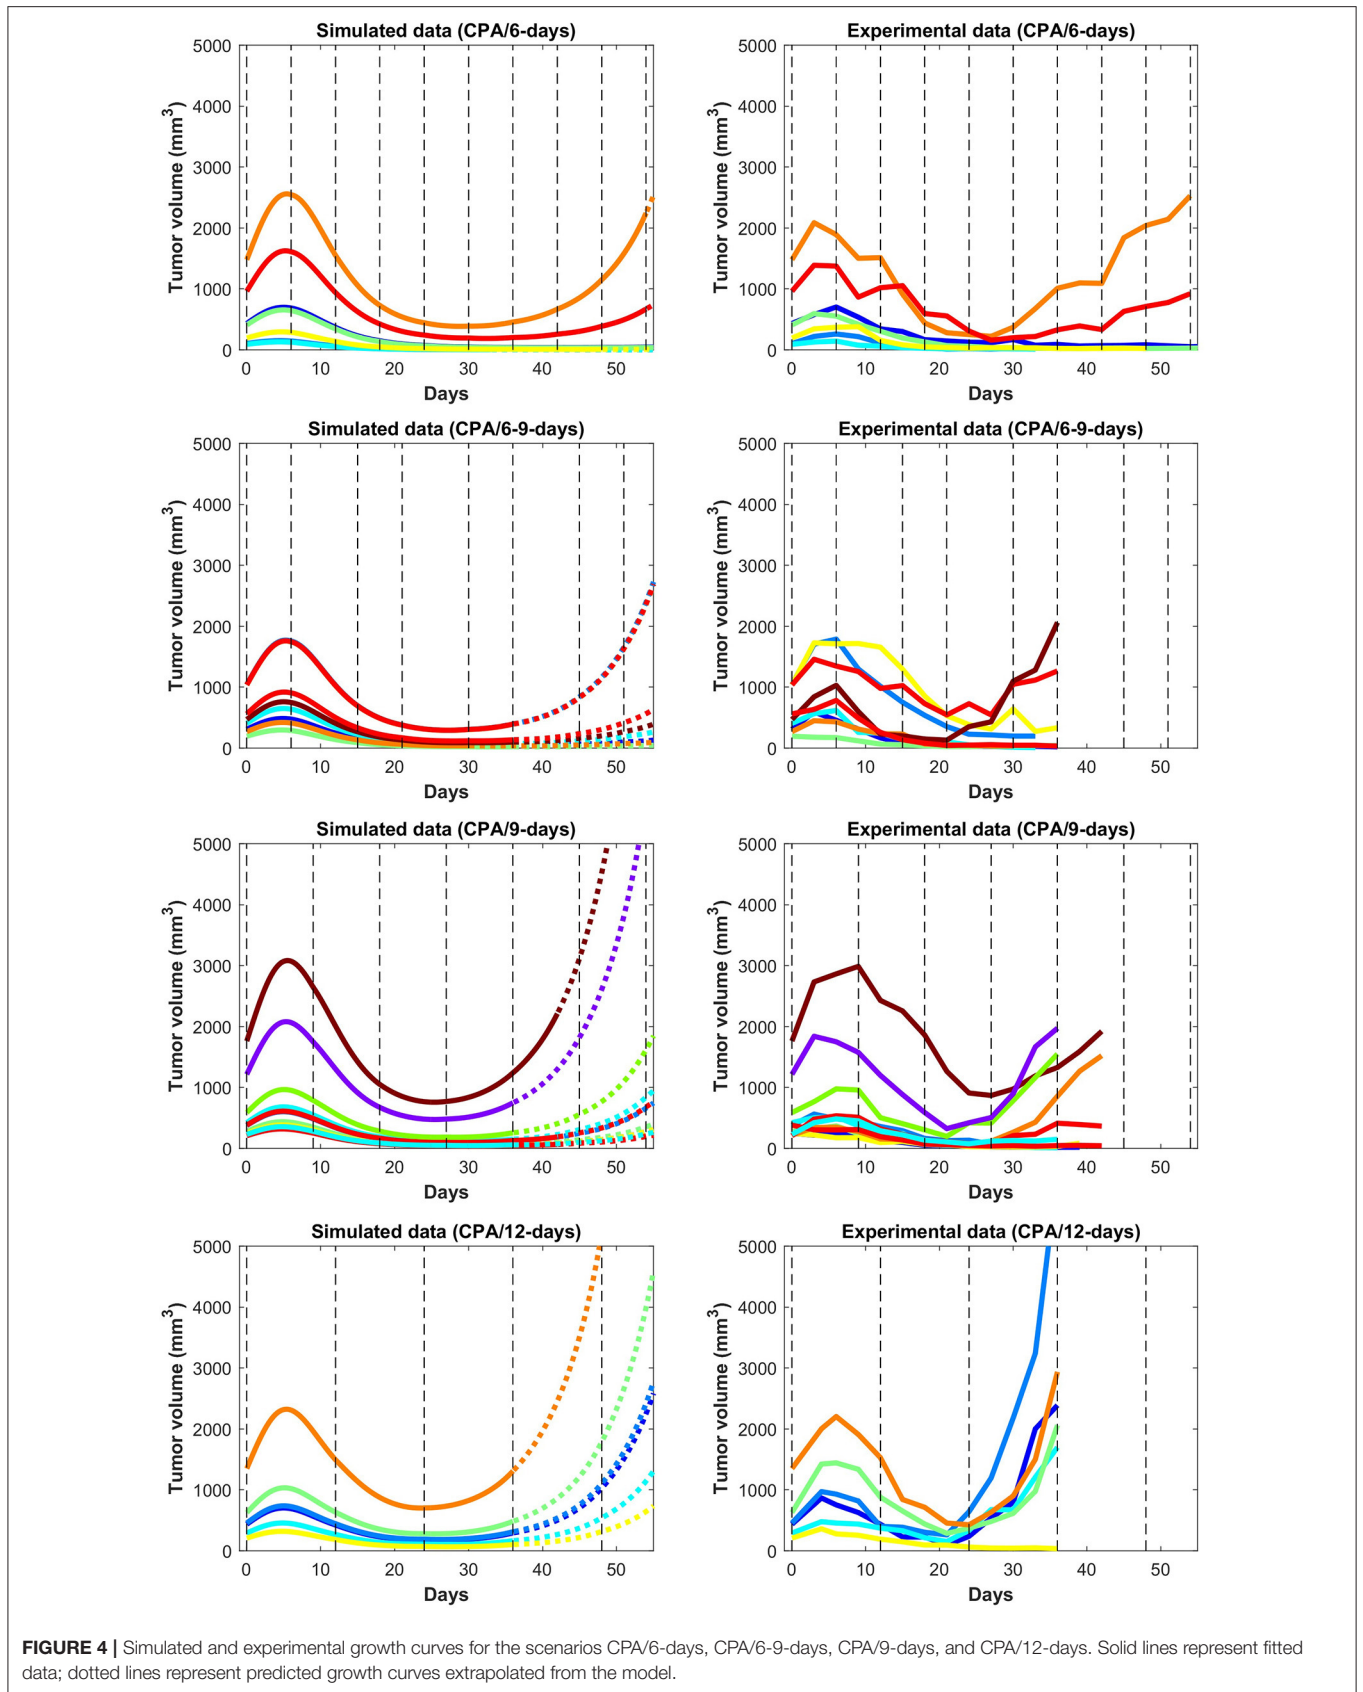 Simulated data (CPA/6-days)
5000
4000
3000
2000
1000
0
Tumor volume (mm³)
0 10 20 30 40 50
Days
Experimental data (CPA/6-days)
5000
4000
3000
2000
1000
0
Tumor volume (mm³)
0 10 20 30 40 50
Days
Simulated data (CPA/6-9-days)
5000
4000
3000
2000
1000
0
Tumor volume (mm³)
0 10 20 30 40 50
Days
Experimental data (CPA/6-9-days)
5000
4000
3000
2000
1000
0
Tumor volume (mm³)
0 10 20 30 40 50
Days
Simulated data (CPA/9-days)
5000
4000
3000
2000
1000
0
Tumor volume (mm³)
0 10 20 30 40 50
Days
Experimental data (CPA/9-days)
5000
4000
3000
2000
1000
0
Tumor volume (mm³)
0 10 20 30 40 50
Days
Simulated data (CPA/12-days)
5000
4000
3000
2000
1000
0
Tumor volume (mm³)
0 10 20 30 40 50
Days
Experimental data (CPA/12-days)
5000
4000
3000
2000
1000
0
Tumor volume (mm³)
0 10 20 30 40 50
Days
FIGURE 4 | Simulated and experimental growth curves for the scenarios CPA/6-days, CPA/6-9-days, CPA/9-days, and CPA/12-days. Solid lines represent fitted
data; dotted lines represent predicted growth curves extrapolated from the model.